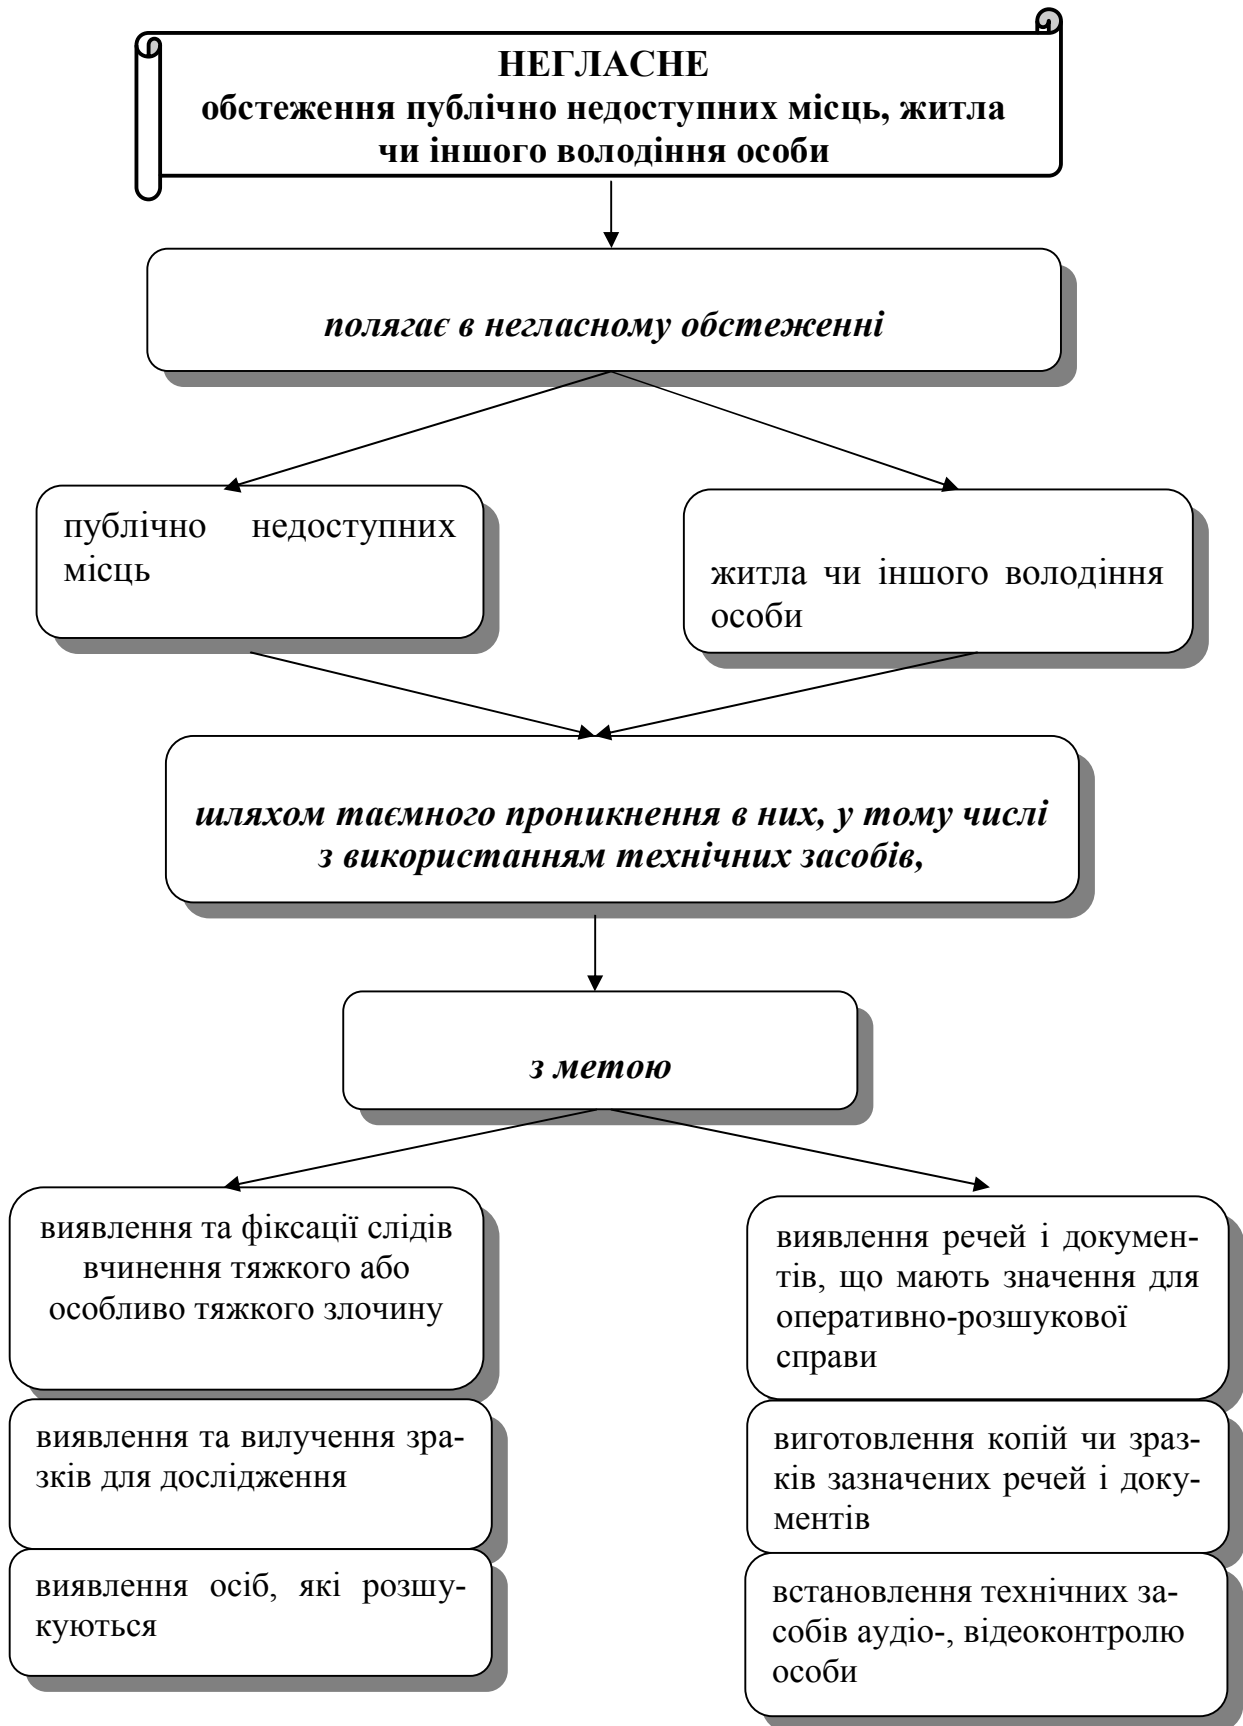 НЕГЛАСНЕ
обстеження публічно недоступних місць, житла
чи іншого володіння особи
полягає в негласному обстеженні
публічно недоступних
місць
житла чи іншого володіння
особи
шляхом таємного проникнення в них, у тому числі
з використанням технічних засобів,
з метою
виявлення та фіксації слідів
вчинення тяжкого або
особливо тяжкого злочину
виявлення та вилучення зра-
зків для дослідження
виявлення осіб, які розшу-
куються
виявлення речей і докумен-
тів, що мають значення для
оперативно-розшукової
справи
виготовлення копій чи зраз-
ків зазначених речей і доку-
ментів
встановлення технічних за-
собів аудіо-, відеоконтролю
особи